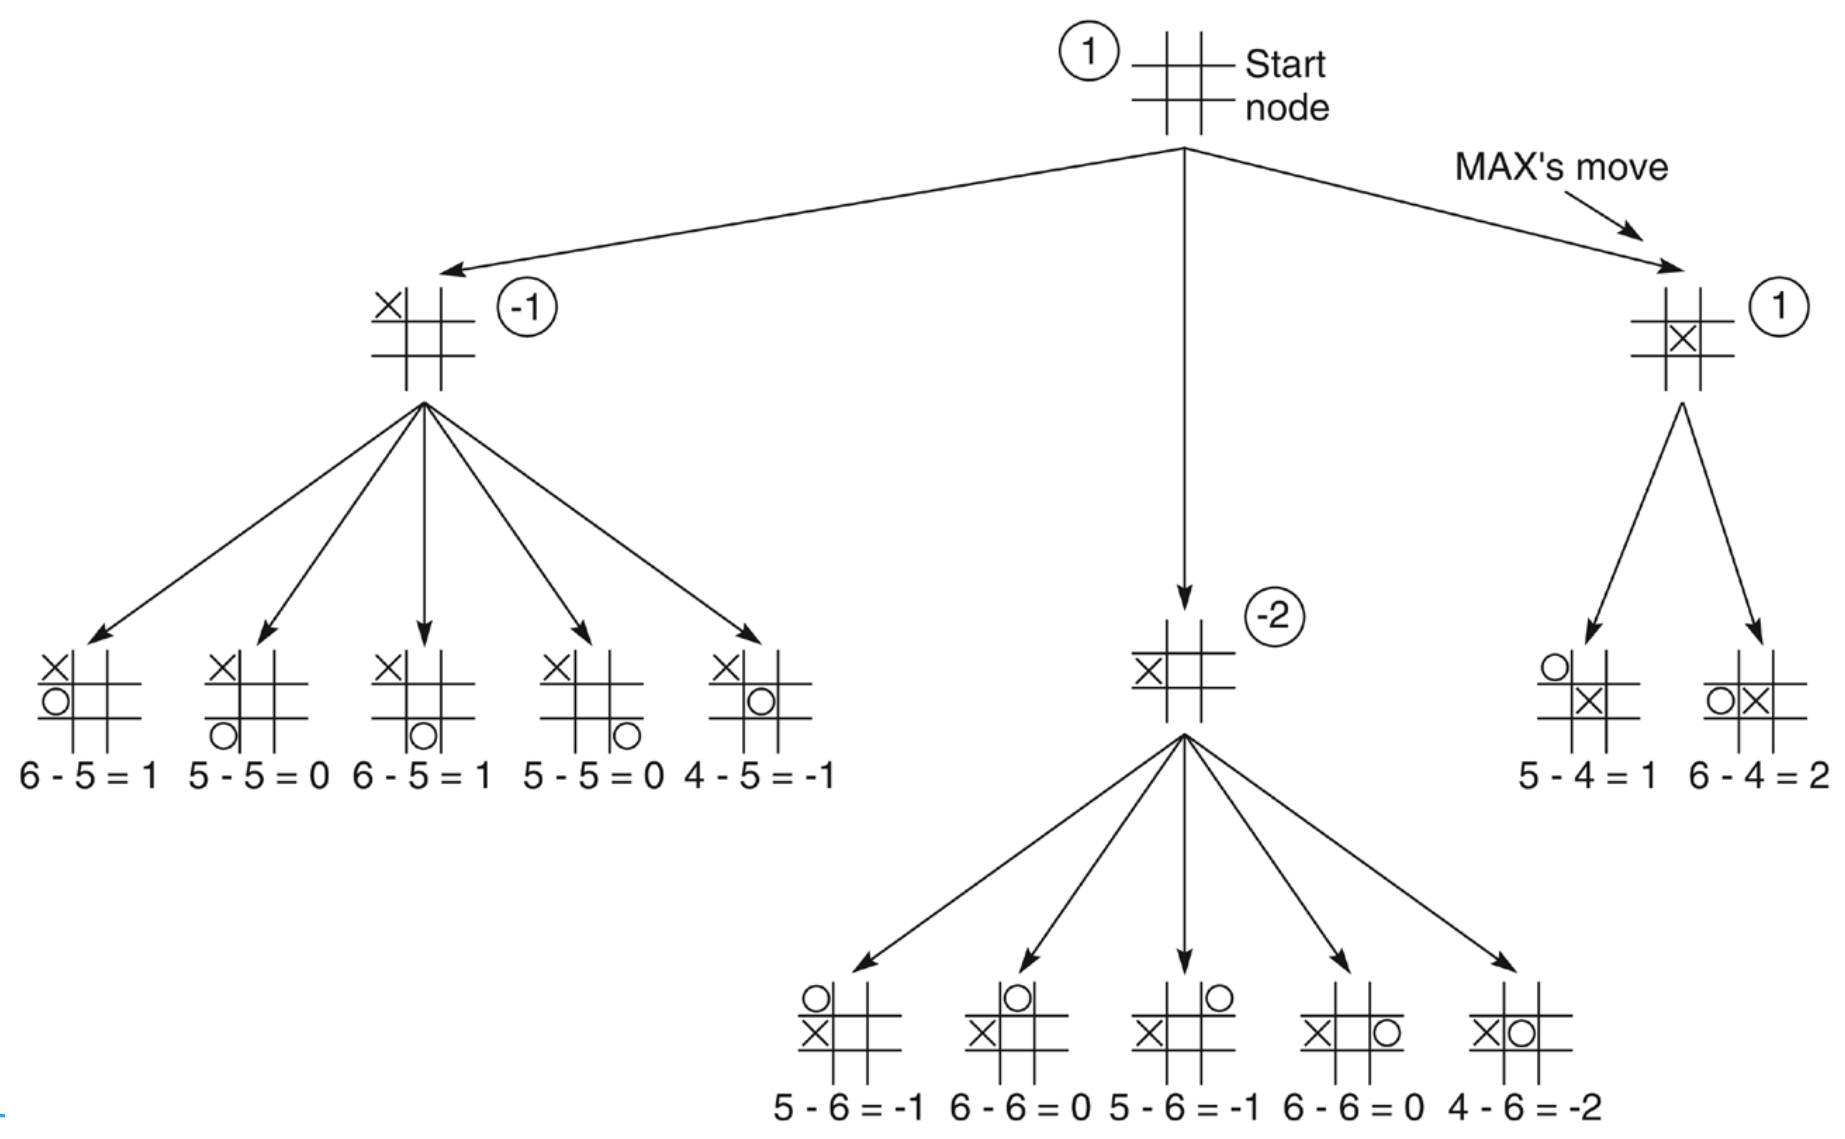 1
Start
node
MAX's move
X
-1
X
1
X
O
X
O
X
O
X
O
X
O
6 - 5 = 1
5 - 5 = 0
6 - 5 = 1
5 - 5 = 0
4 - 5 = -1
X
-2
O
X
O X
5 - 4 = 1
6 - 4 = 2
O
X
O
X
O
X
X O
X O
5 - 6 = -1
6 - 6 = 0
5 - 6 = -1
6 - 6 = 0
4 - 6 = -2